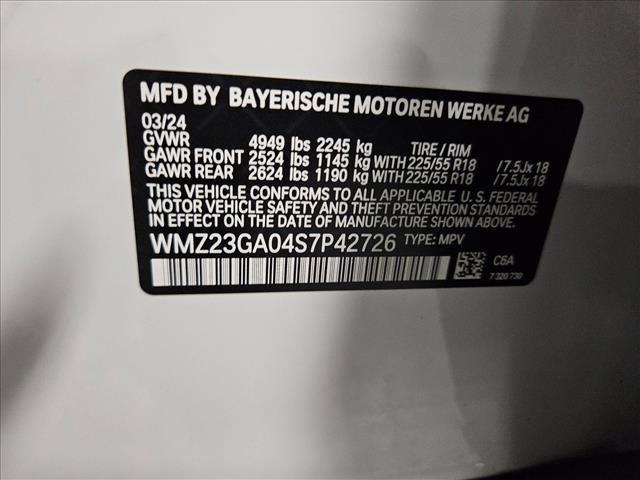 MFD BY BAYERISCHE MOTOREN WERKE AG
03/24
GVWR 4949 lbs 2245 kg TIRE / RIM
GAWR FRONT 2524 lbs 1145 kg WITH 225/55 R18 /7.5Jx18
GAWR REAR 2624 lbs 1190 kg WITH 225/55 R18 /7.5Jx18
THIS VEHICLE CONFORMS TO ALL APPLICABLE U.S. FEDERAL
MOTOR VEHICLE SAFETY AND THEFT PREVENTION STANDARDS
IN EFFECT ON THE DATE OF MANUFACTURE SHOWN ABOVE.
WMZ23GA04S7P42726 TYPE: MPV
C6A
7 320 730